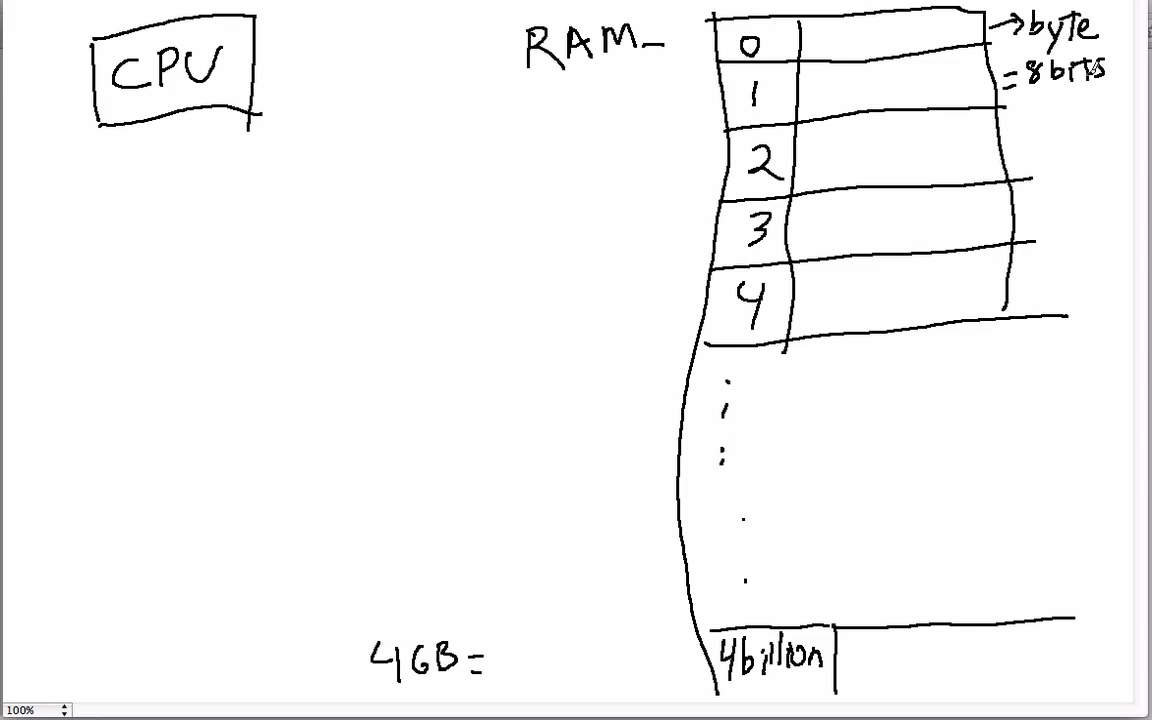 CPU
RAM-
0
→ byte
= 8 bits
1
2
3
4
4 billion
4GB =
100%